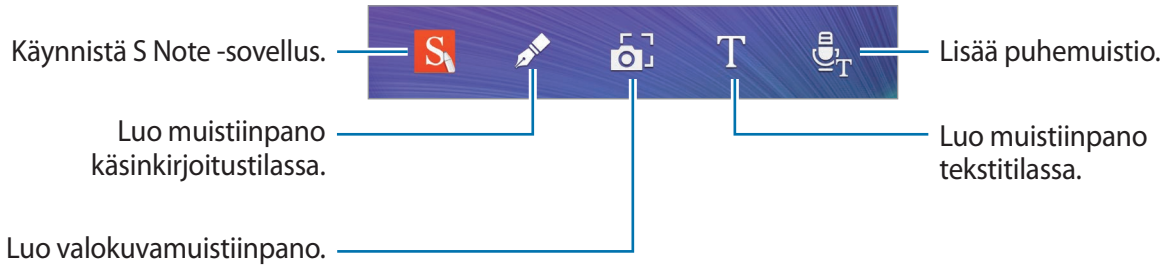 Käynnistä S Note -sovellus.
S
T
T
Lisää puhemuistio.
Luo muistiinpano
käsinkirjoitustilassa.
Luo muistiinpano
tekstitilassa.
Luo valokuvamuistiinpano.